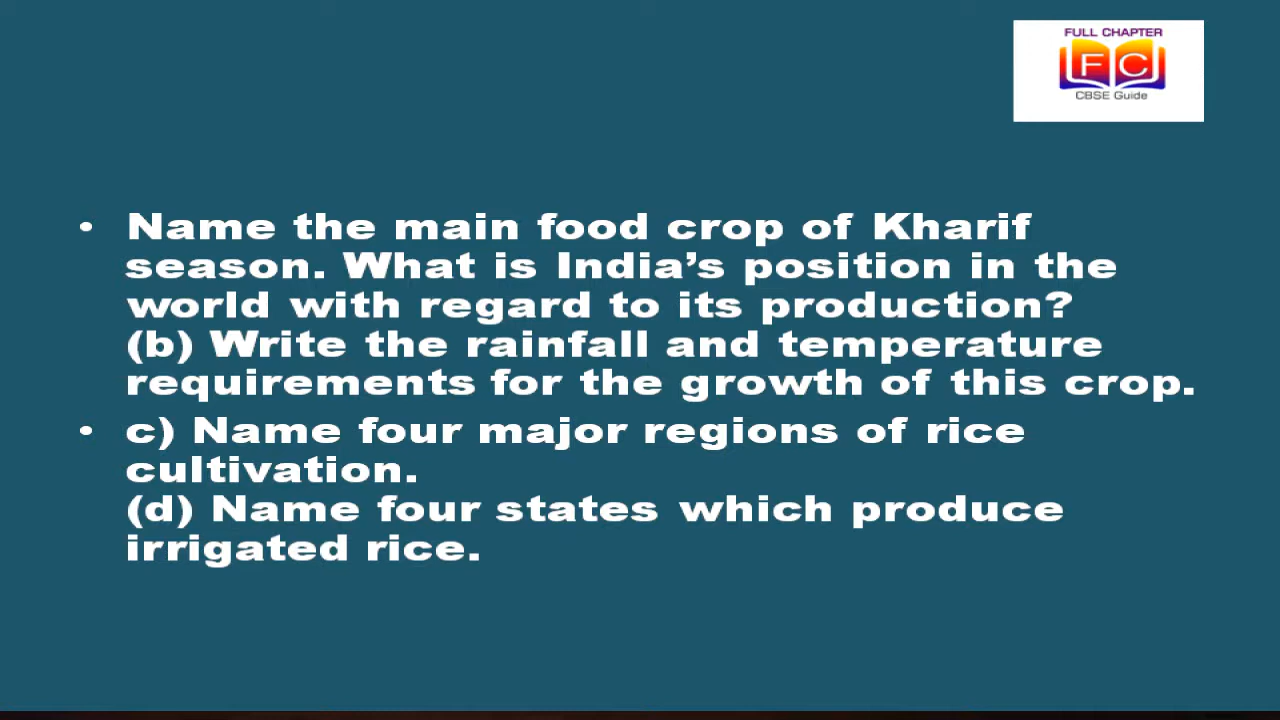 FULL CHAPTER
FC
CBSE Guide
• Name the main food crop of Kharif
season. What is India’s position in the
world with regard to its production?
(b) Write the rainfall and temperature
requirements for the growth of this crop.
• c) Name four major regions of rice
cultivation.
(d) Name four states which produce
irrigated rice.